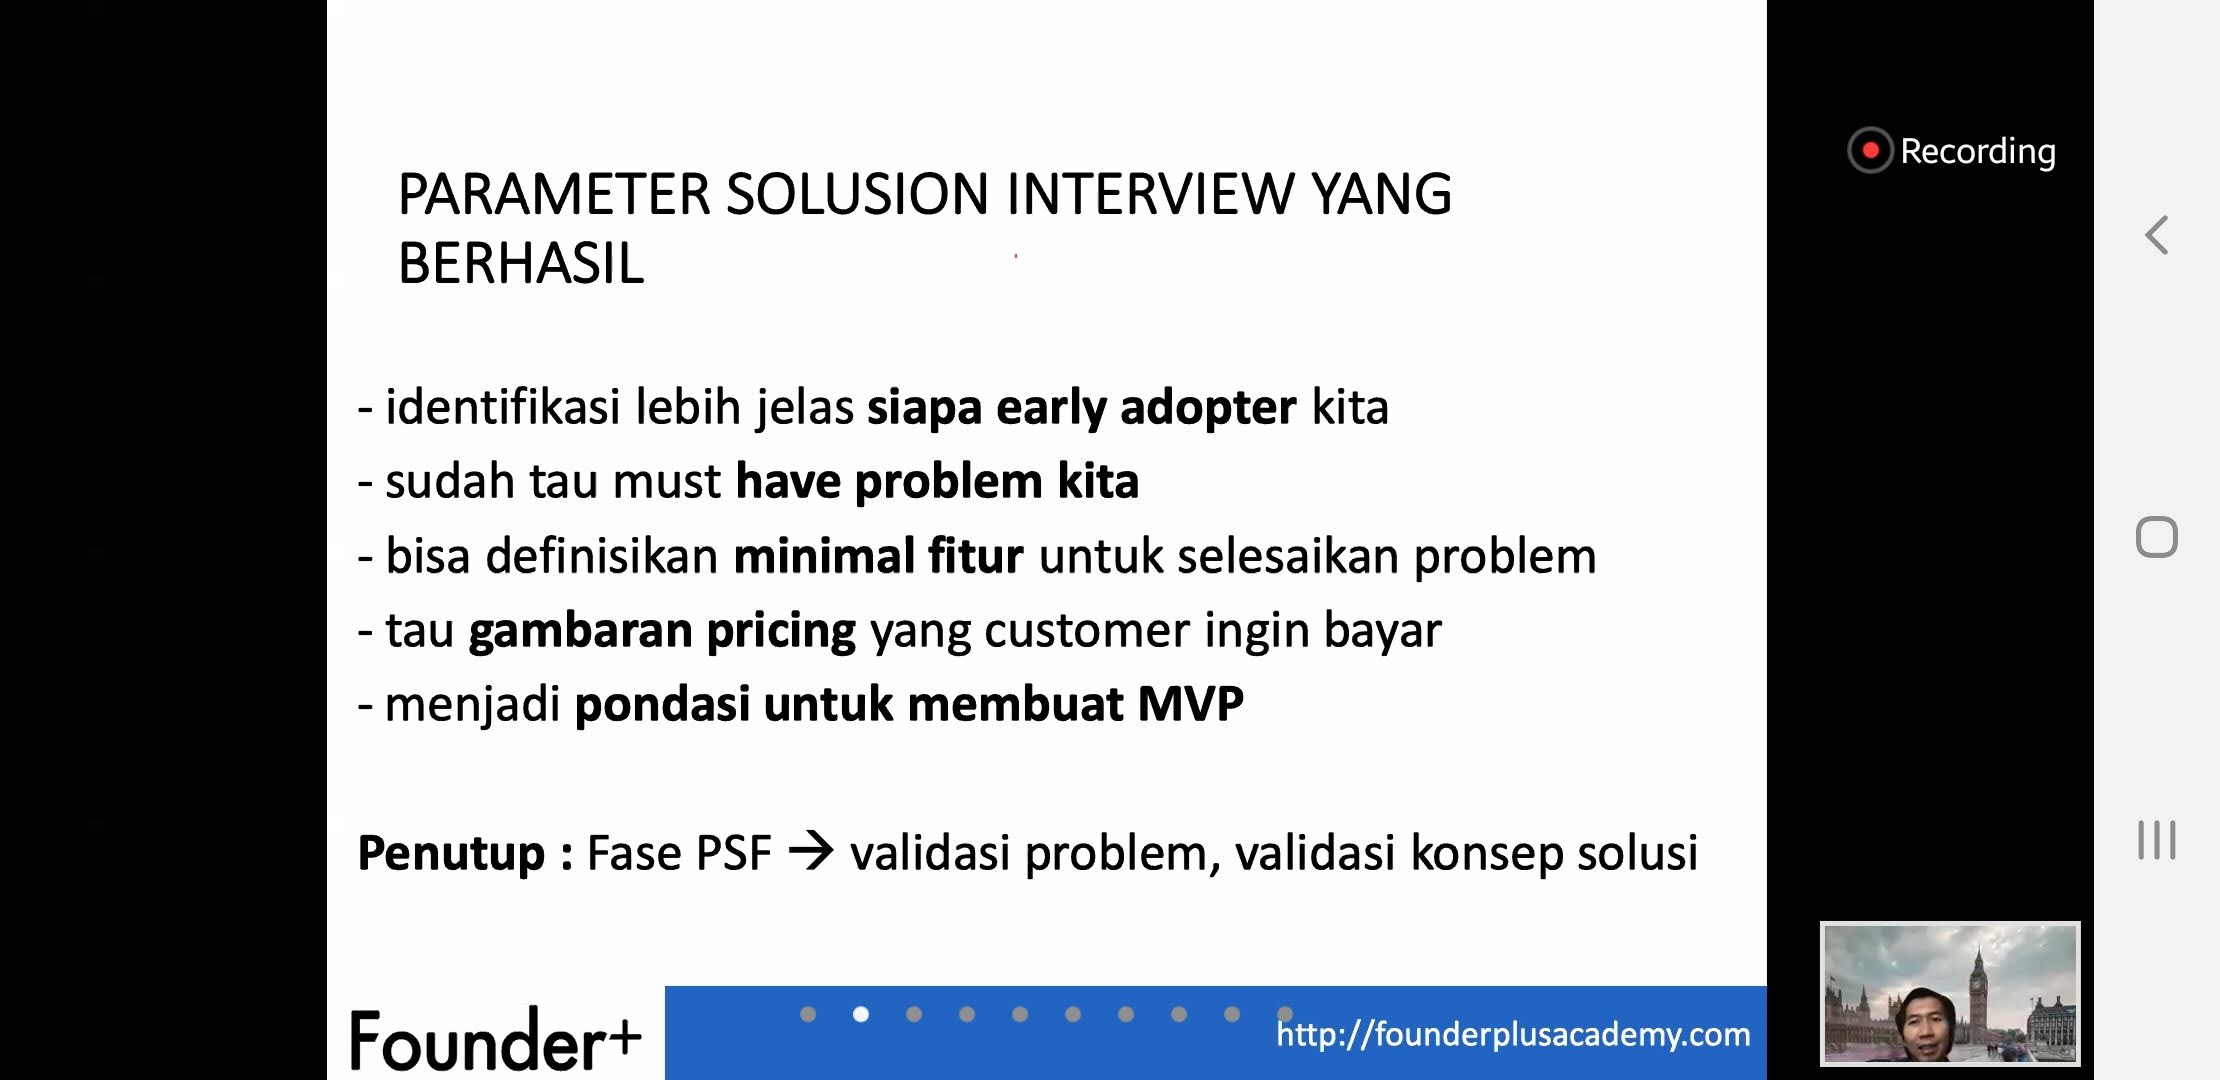 PARAMETER SOLUSION INTERVIEW YANG
BERHASIL
Recording
- identifikasi lebih jelas siapa early adopter kita
- sudah tau must have problem kita
- bisa definisikan minimal fitur untuk selesaikan problem
- tau gambaran pricing yang customer ingin bayar
- menjadi pondasi untuk membuat MVP
Penutup : Fase PSF → validasi problem, validasi konsep solusi
Founder+
http://founderplusacademy.com